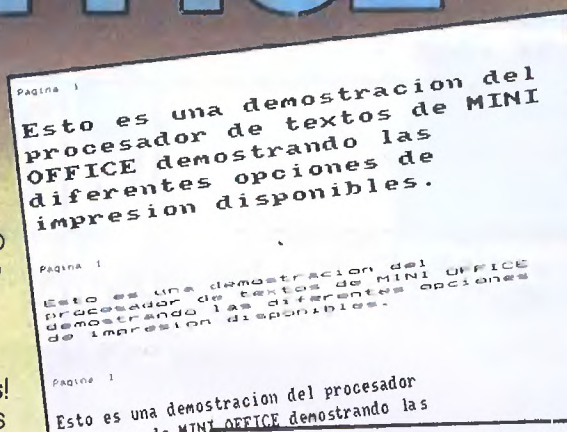 FFICE
Pagina 1
Esto es una demostracion del
procesador de textos de MINI
OFFICE demostrando las
diferentes opciones de
impresion disponibles.
Pagina 1
Esto es una demostracion del
procesador de textos de MINI OFFICE
demostrando las diferentes opciones
de impresion disponibles.
Pagina 1
Esto es una demostracion del procesador
MINI OFFICE demostrando las